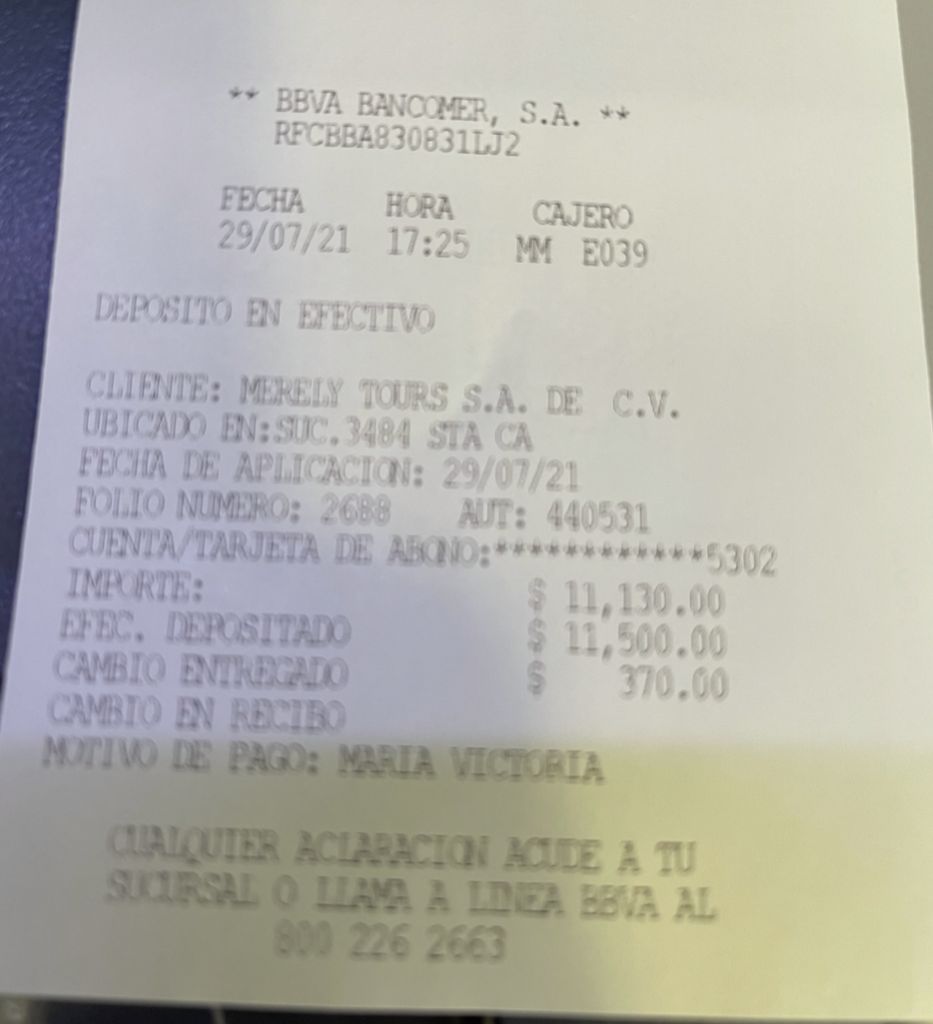 ** BBVA BANCOMER, S.A. **
RFCBBA830831LJ2
FECHA HORA CAJERO
29/07/21 17:25 MM E039
DEPOSITO EN EFECTIVO
CLIENTE: MERELY TOURS S.A. DE C.V.
UBICADO EN:SUC.3484 STA CA
FECHA DE APLICACION: 29/07/21
FOLIO NUMERO: 2688 AUT: 440531
CUENTA/TARJETA DE ABONO:************5302
IMPORTE: $ 11,130.00
EFEC. DEPOSITADO $ 11,500.00
CAMBIO ENTREGADO $ 370.00
CAMBIO EN RECIBO
MOTIVO DE PAGO: MARIA VICTORIA
CUALQUIER ACLARACION ACUDE A TU
SUCURSAL O LLAMA A LINEA BBVA AL
800 226 2663